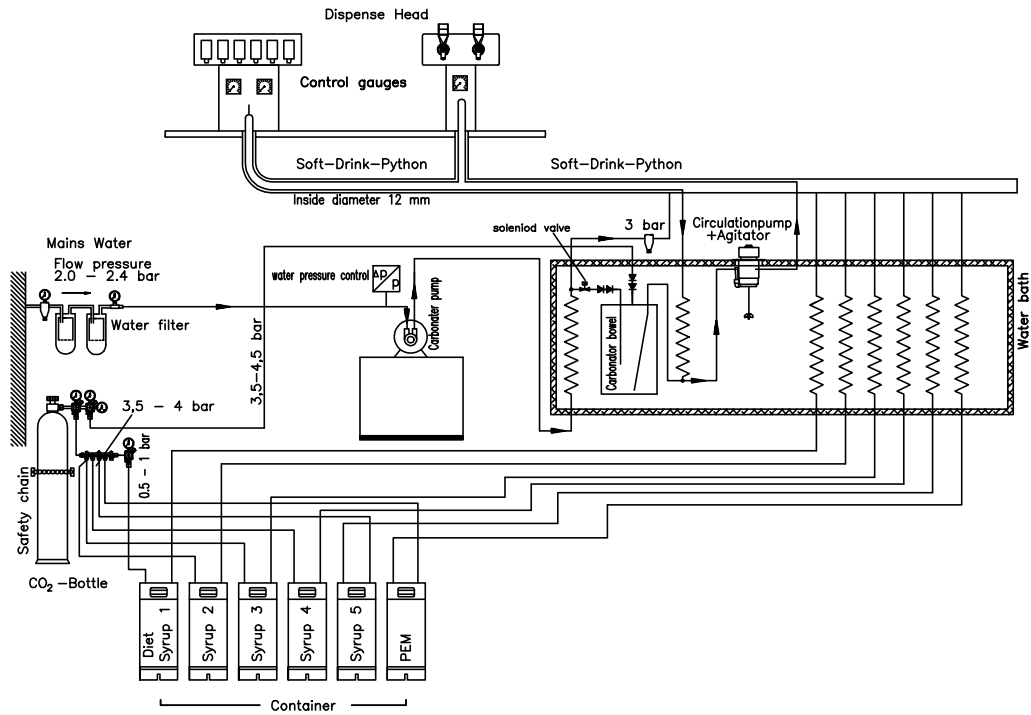 Dispense Head
Control gauges
Soft-Drink-Python
Soft-Drink-Python
Inside diameter 12 mm
Mains Water
Flow pressure
2.0 - 2.4 bar
Water filter
water pressure control
Δp
p
Carbonater pump
soleniod valve
3 bar
Circulationpump
+Agitator
Carbonator bowel
Water bath
3,5-4,5 bar
3,5 - 4 bar
0.5 - 1 bar
Safety chain
CO2-Bottle
Diet
Syrup 1
Syrup 2
Syrup 3
Syrup 4
Syrup 5
PEM
Container